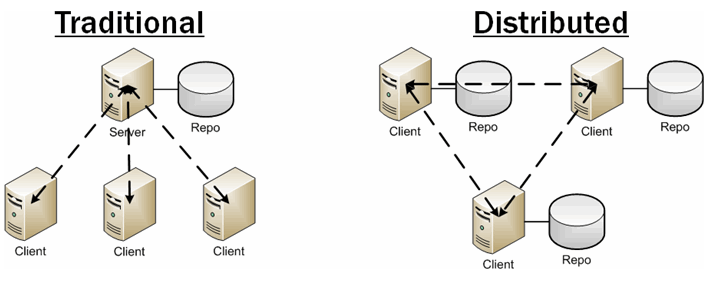 Traditional
Distributed
Server
Repo
Client
Client
Client
Client
Repo
Client
Repo
Client
Repo